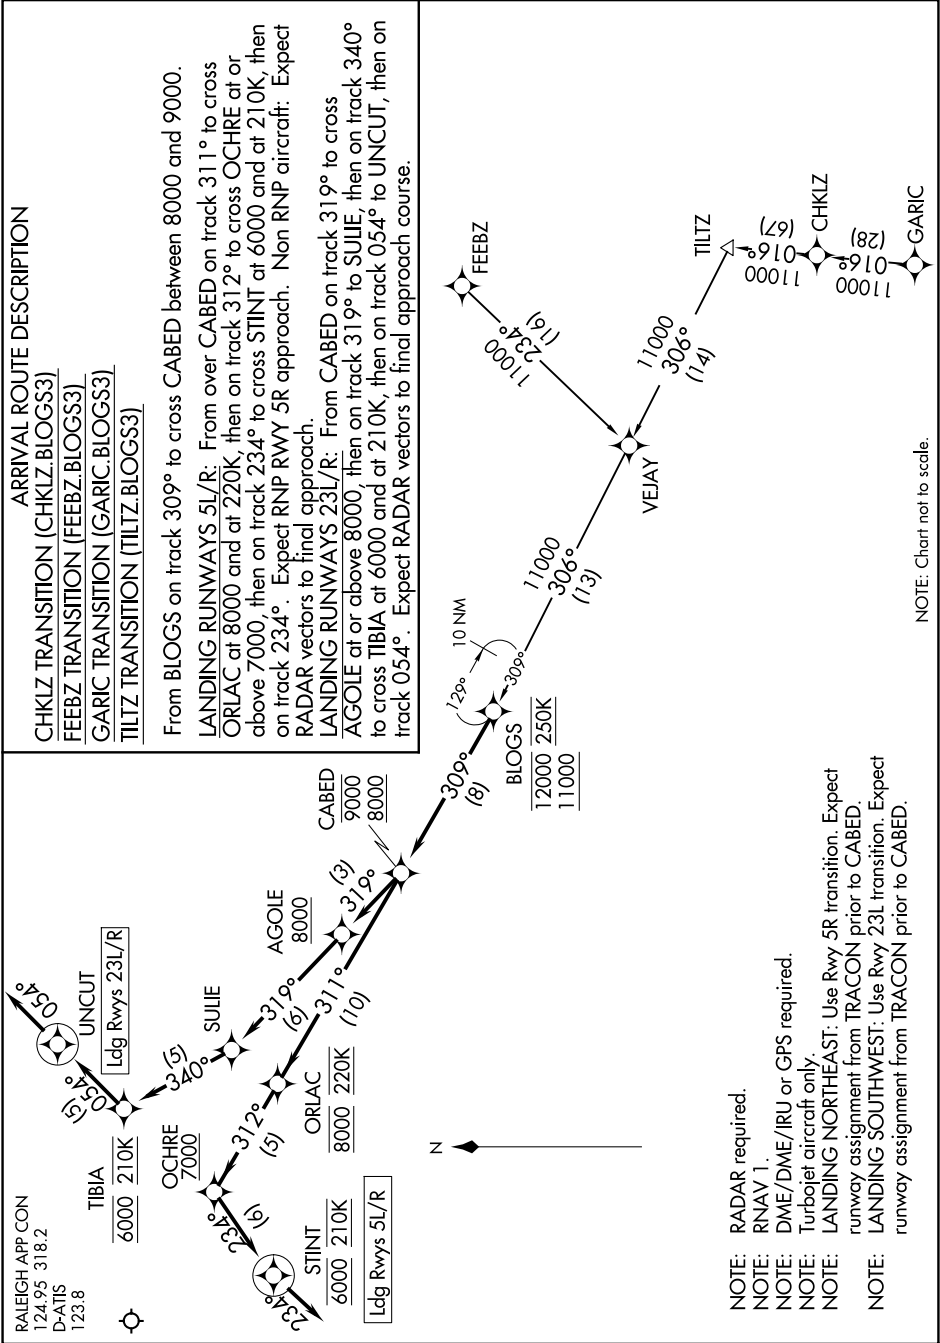 RALEIGH APP CON
124.95 318.2
D-ATIS
123.8
ARRIVAL ROUTE DESCRIPTION
CHKLZ TRANSITION (CHKLZ.BLOGS3)
FEEBZ TRANSITION (FEEBZ.BLOGS3)
GARIC TRANSITION (GARIC.BLOGS3)
TILTZ TRANSITION (TILTZ.BLOGS3)
From BLOGS on track 309° to cross CABED between 8000 and 9000.
LANDING RUNWAYS 5L/R: From over CABED on track 311° to cross
ORLAC at 8000 and at 220K, then on track 312° to cross OCHRE at or
above 7000, then on track 234° to cross STINT at 6000 and at 210K, then
on track 234°. Expect RNP RWY 5R approach. Non RNP aircraft: Expect
RADAR vectors to final approach.
LANDING RUNWAYS 23L/R: From CABED on track 319° to cross
AGOLE at or above 8000, then on track 319° to SULIE, then on track 340°
to cross TIBIA at 6000 and at 210K, then on track 054° to UNCUT, then on
track 054°. Expect RADAR vectors to final approach course.
054°
UNCUT
Ldg Rwys 23L/R
054°
(5)
TIBIA
6000 210K
340°
(5)
SULIE
319°
(6)
AGOLE
8000
319°
(3)
CABED
9000
8000
OCHRE
7000
312°
(5)
ORLAC
8000 220K
311°
(10)
234°
(6)
STINT
6000 210K
Ldg Rwys 5L/R
234°
309°
(8)
BLOGS
12000 250K
11000
129°
10 NM
309°
11000
306°
(13)
VEJAY
FEEBZ
11000
234°
(16)
11000
306°
(14)
TILTZ
11000
016°
(67)
CHKLZ
11000
016°
(28)
GARIC
N
NOTE: RADAR required.
NOTE: RNAV 1.
NOTE: DME/DME/IRU or GPS required.
NOTE: Turbojet aircraft only.
NOTE: LANDING NORTHEAST: Use Rwy 5R transition. Expect
runway assignment from TRACON prior to CABED.
NOTE: LANDING SOUTHWEST: Use Rwy 23L transition. Expect
runway assignment from TRACON prior to CABED.
NOTE: Chart not to scale.